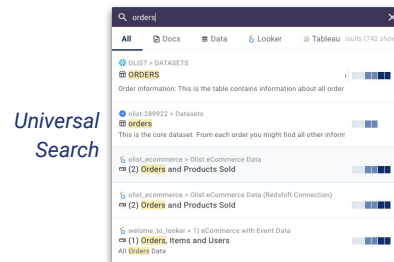 Universal
Search
orders
All Docs Data Looker Tableau sults (742 show
OLIST > DATASETS
ORDERS
Order information: This is the table contains information about all order
olist-289922 > Datasets
orders
This is the core dataset. From each order you might find all other inform
olist_ecommerce > Olist eCommerce Data
(2) Orders and Products Sold
olist_ecommerce > Olist eCommerce Data (Redshift Connection)
(2) Orders and Products Sold
welome_to_looker > 1) eCommerce with Event Data
(1) Orders, Items and Users
All Orders Data